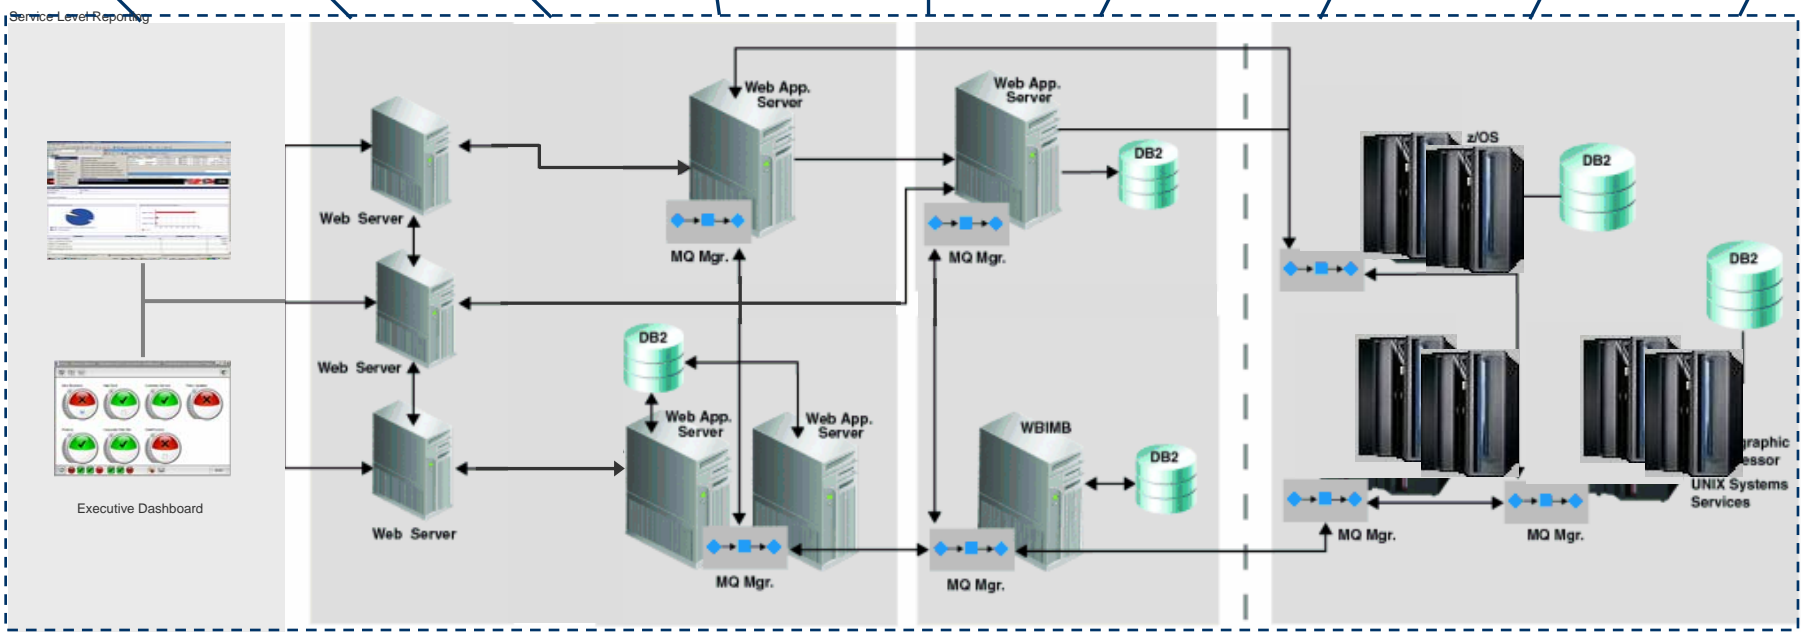 Service Level Reporting
Web App.
Server
Web App.
Server
z/OS
DB2
DB2
Web Server
MQ Mgr.
MQ Mgr.
DB2
DB2
Web Server
Web App.
Server
Web App.
Server
WBIMB
DB2
graphic
essor
UNIX Systems
Services
Executive Dashboard
Web Server
MQ Mgr.
MQ Mgr.
MQ Mgr.
MQ Mgr.